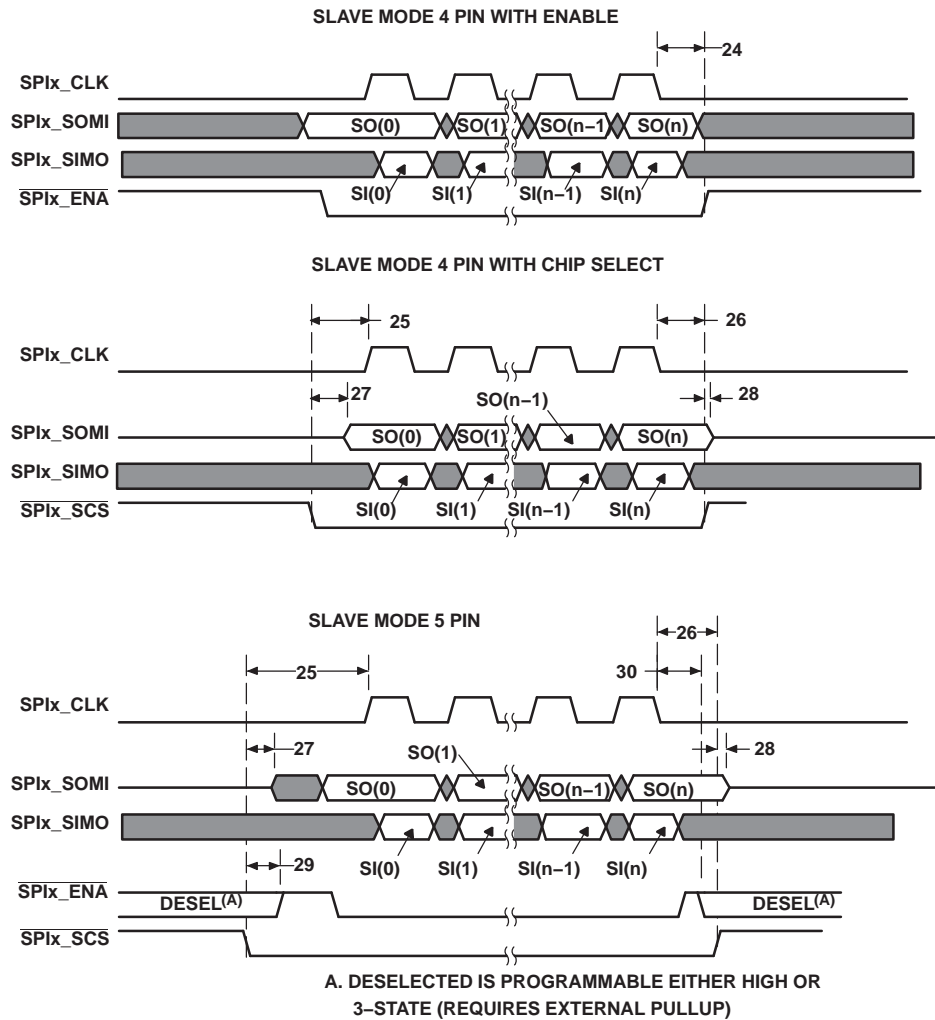 SLAVE MODE 4 PIN WITH ENABLE
24
SPIx_CLK
SPIx_SOMI
SO(0) SO(1) SO(n–1 SO(n)
SPIx_SIMO
SI(0) SI(1) SI(n–1) SI(n)
SPIx_ENA
SLAVE MODE 4 PIN WITH CHIP SELECT
25 26
SPIx_CLK
27 SO(n–1) 28
SPIx_SOMI
SO(0) SO(1) SO(n)
SPIx_SIMO
SPIx_SCS
SI(0) SI(1) SI(n–1) SI(n)
SLAVE MODE 5 PIN
26
25 30
SPIx_CLK
27 SO(1) 28
SPIx_SOMI
SO(0) SO(n–1) SO(n)
SPIx_SIMO
29 SI(0) SI(1) SI(n–1) SI(n)
SPIx_ENA
DESEL(A) DESEL(A)
SPIx_SCS
A. DESELECTED IS PROGRAMMABLE EITHER HIGH OR
3–STATE (REQUIRES EXTERNAL PULLUP)